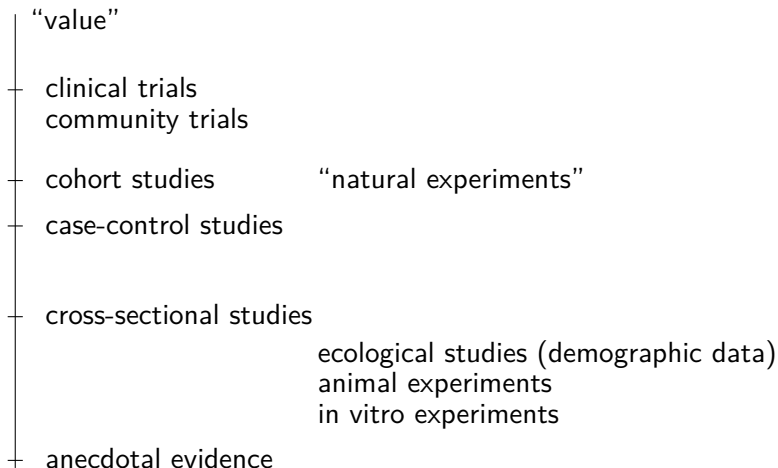 “value”
clinical trials
community trials
cohort studies “natural experiments”
case-control studies
cross-sectional studies
ecological studies (demographic data)
animal experiments
in vitro experiments
anecdotal evidence